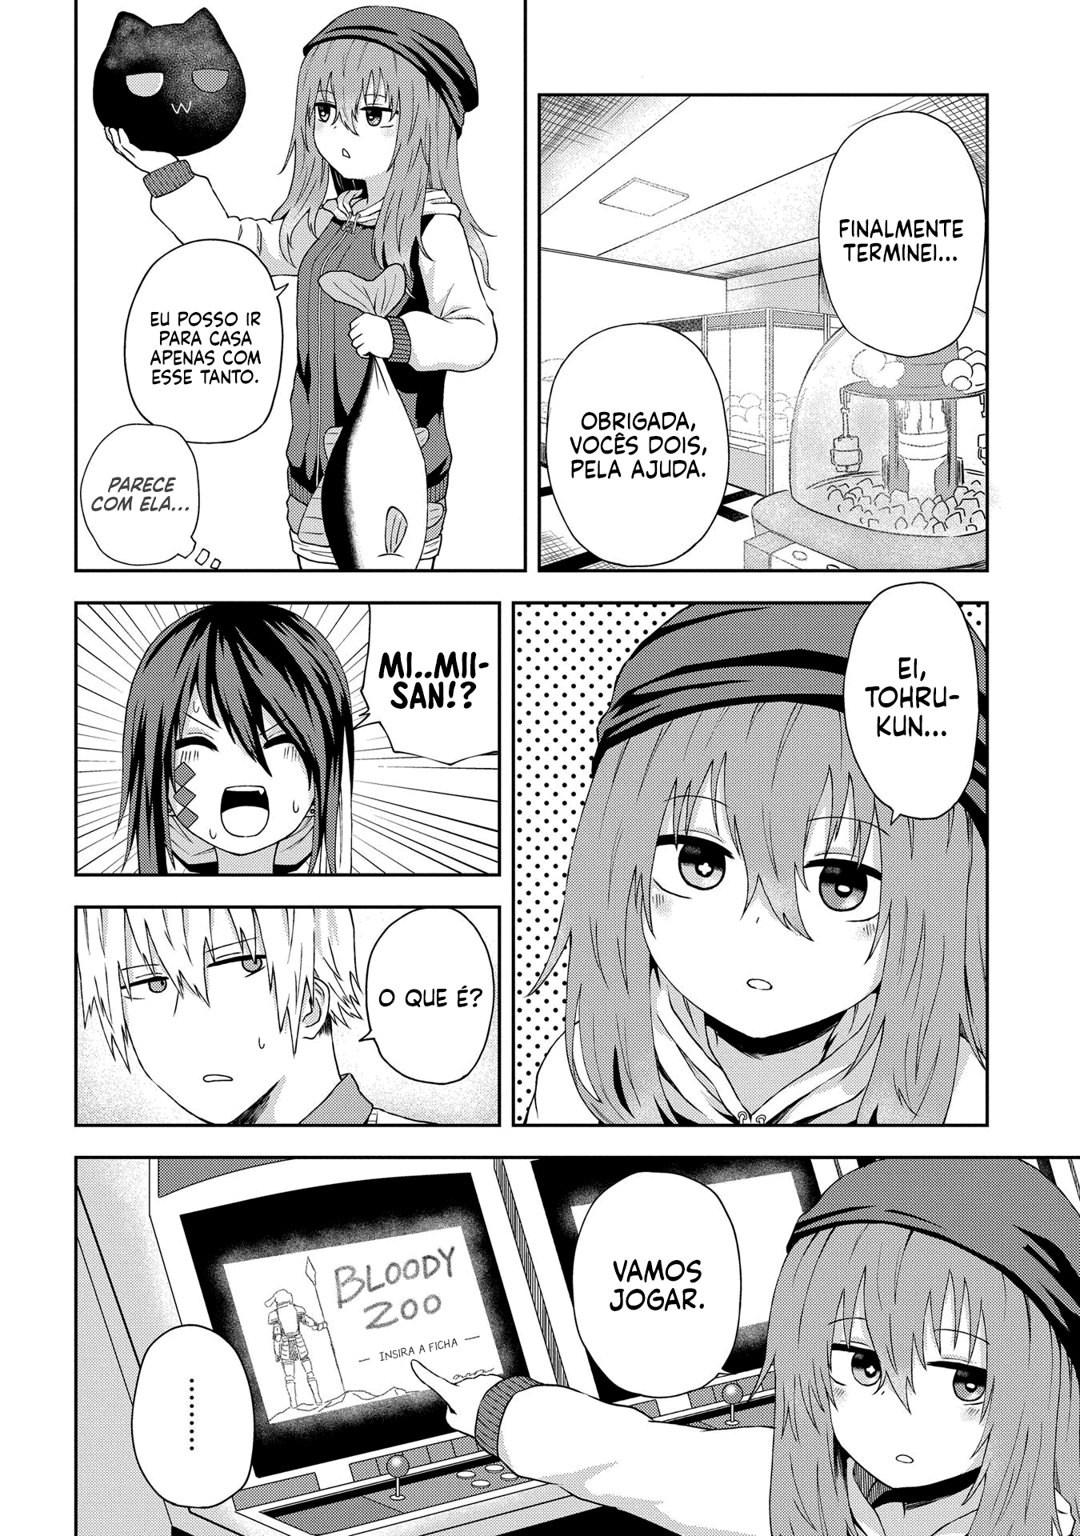 FINALMENTE
TERMINEI...
OBRIGADA,
VOCÊS DOIS,
PELA AJUDA.
EU POSSO IR
PARA CASA
APENAS COM
ESSE TANTO.
PARECE
COM ELA...
EI,
TOHRU-
KUN...
MI..MII-
SAN!?
O QUE É?
VAMOS
JOGAR.
BLOODY
ZOO
— INSIRA A FICHA —
.........